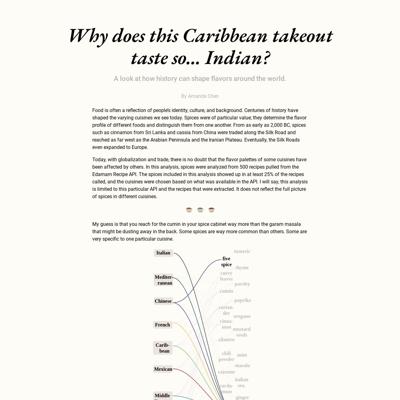 Why does this Caribbean takeout
taste so... Indian?
A look at how history can shape flavors around the world.
By Amanda Chen
Food is often a reflection of people's identity, culture, and background. Centuries of history have
shaped the varying cuisines we see today. Spices were of particular value; they determine the flavor
profile of different foods and distinguish them from one another. From as early as 2,000 BC, spices
such as cinnamon from Sri Lanka and cassia from China were traded along the Silk Road and
reached as far west as the Arabian Peninsula and the Iranian Plateau. Eventually, the Silk Roads
even expanded to Europe.
Today, with globalization and trade, there is no doubt that the flavor palettes of some cuisines have
been affected by others. In this analysis, spices were analyzed from 500 recipes pulled from the
Edamam Recipe API. The spices included in this analysis showed up in at least 25% of the recipes
called, and the cuisines were chosen based on what was available in the API. I will say, this analysis
is limited to this particular API and the recipes that were extracted. It does not reflect the full picture
of spices in different cuisines.
My guess is that you reach for the cumin in your spice cabinet way more than the garam masala
that might be dusting away in the back. Some spices are way more common than others. Some are
very specific to one particular cuisine.
Italian
turmeric
five
spice
thyme
Mediter-
ranean
curry
leaves
parsley
cumin
Chinese
paprika
oregano
French
mustard
seeds
cilantro
Carib-
bean
chili
powder
mint
Mexican
Italian
Middle
ginger